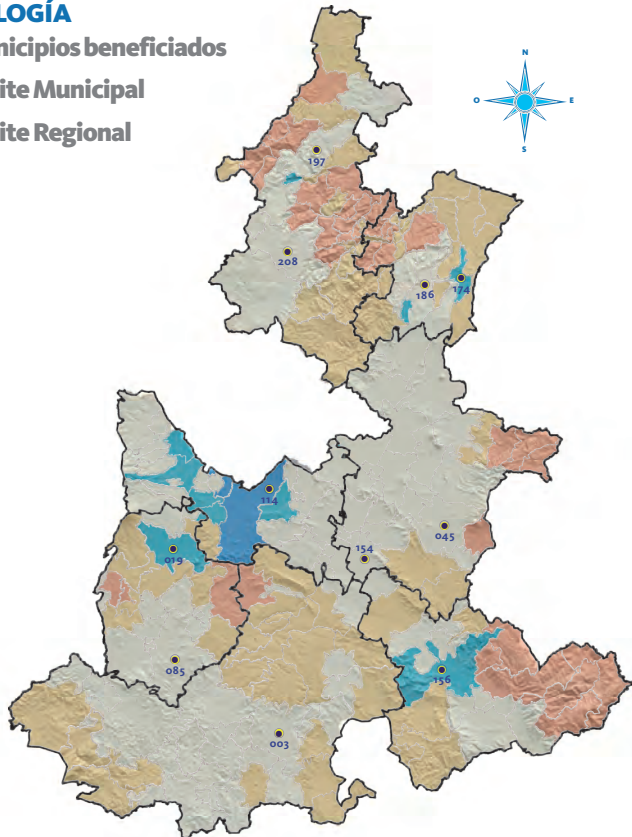 LOGÍA
nicipios beneficiados
ite Municipal
ite Regional
N
O E
S
197
208
186
174
114
019
154
045
085
156
003